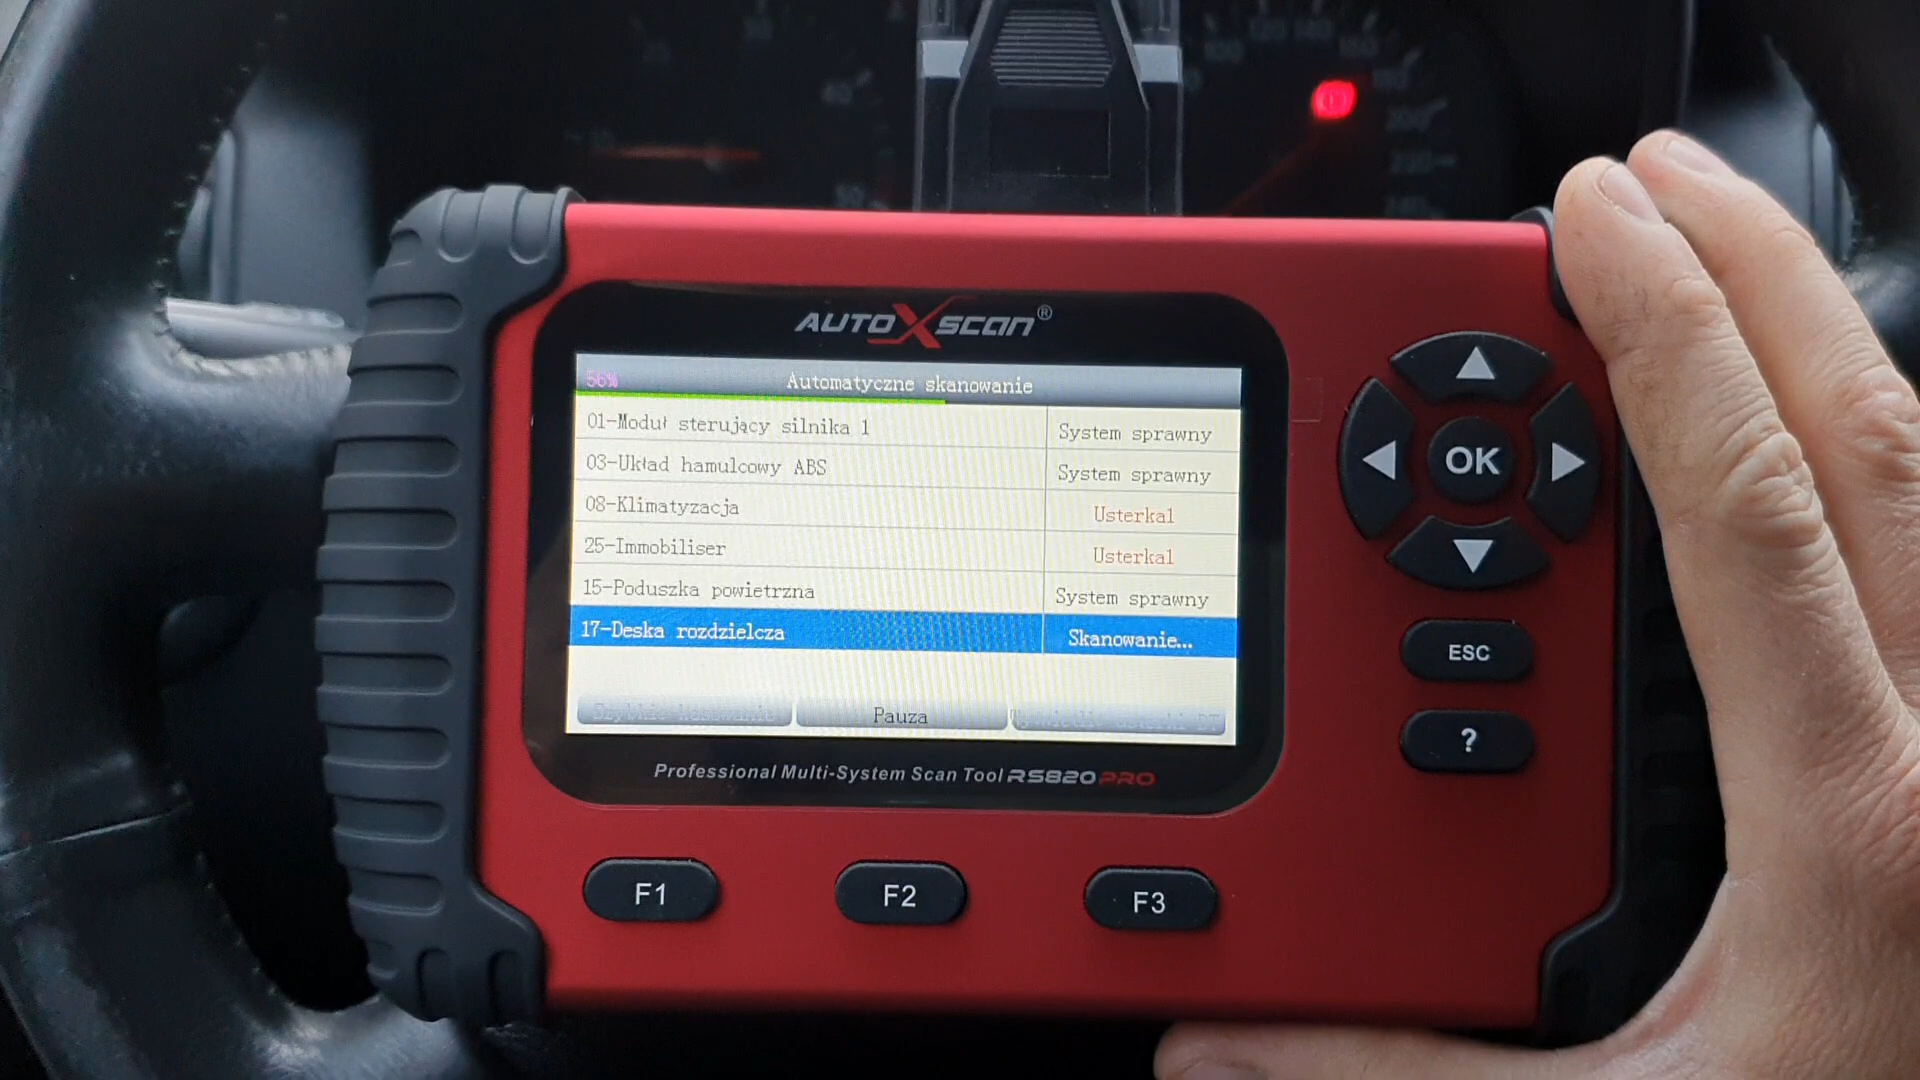 AUTOXSCAN®
56% Automatyczne skanowanie
01-Moduł sterujący silnika 1 System sprawny
03-Układ hamulcowy ABS System sprawny
08-Klimatyzacja Usterka1
25-Immobiliser Usterka1
15-Poduszka powietrzna System sprawny
17-Deska rozdzielcza Skanowanie...
Szybkie kasowanie Pauza
Professional Multi-System Scan Tool RS820PRO
OK
ESC
?
F1 F2 F3